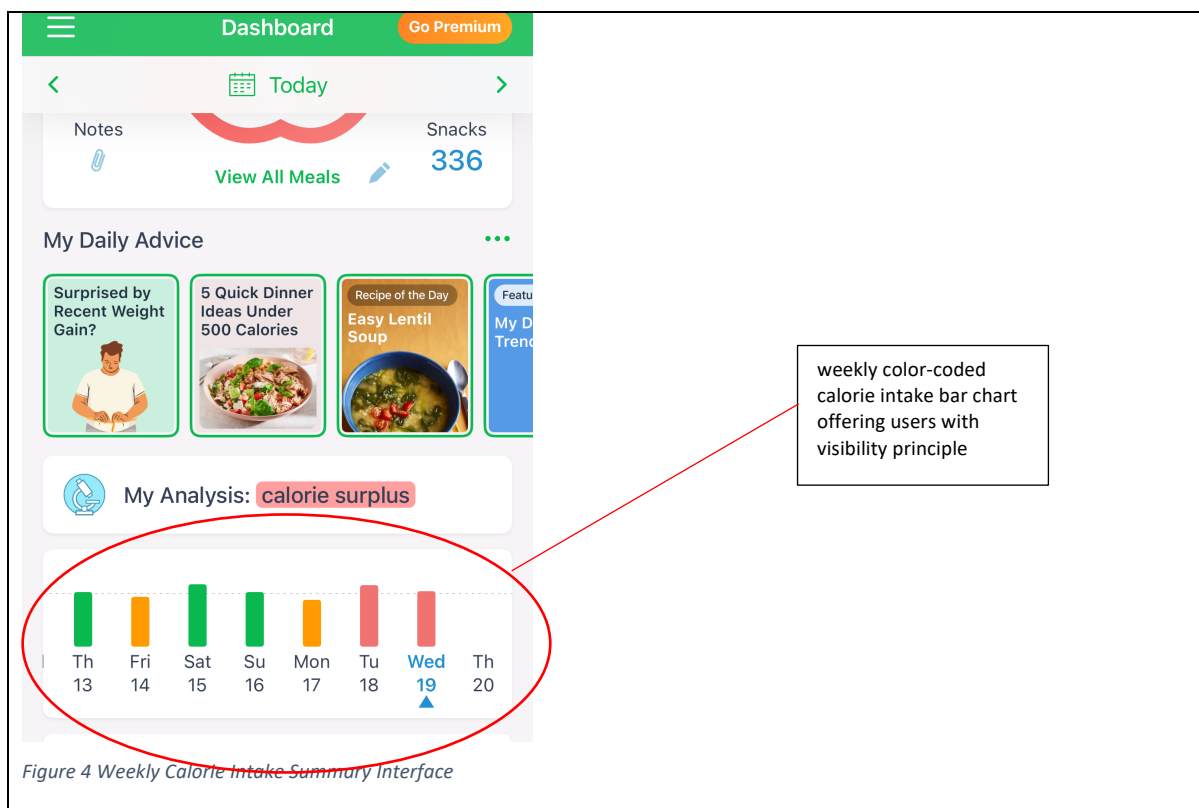 Dashboard
Go Premium
Today
Notes
Snacks
336
View All Meals
My Daily Advice
Surprised by
Recent Weight
Gain?
5 Quick Dinner
Ideas Under
500 Calories
Recipe of the Day
Easy Lentil
Soup
Featu
My D
Trend
My Analysis: calorie surplus
Th Fri Sat Su Mon Tu Wed Th
13 14 15 16 17 18 19 20
weekly color-coded
calorie intake bar chart
offering users with
visibility principle
Figure 4 Weekly Calorie Intake Summary Interface